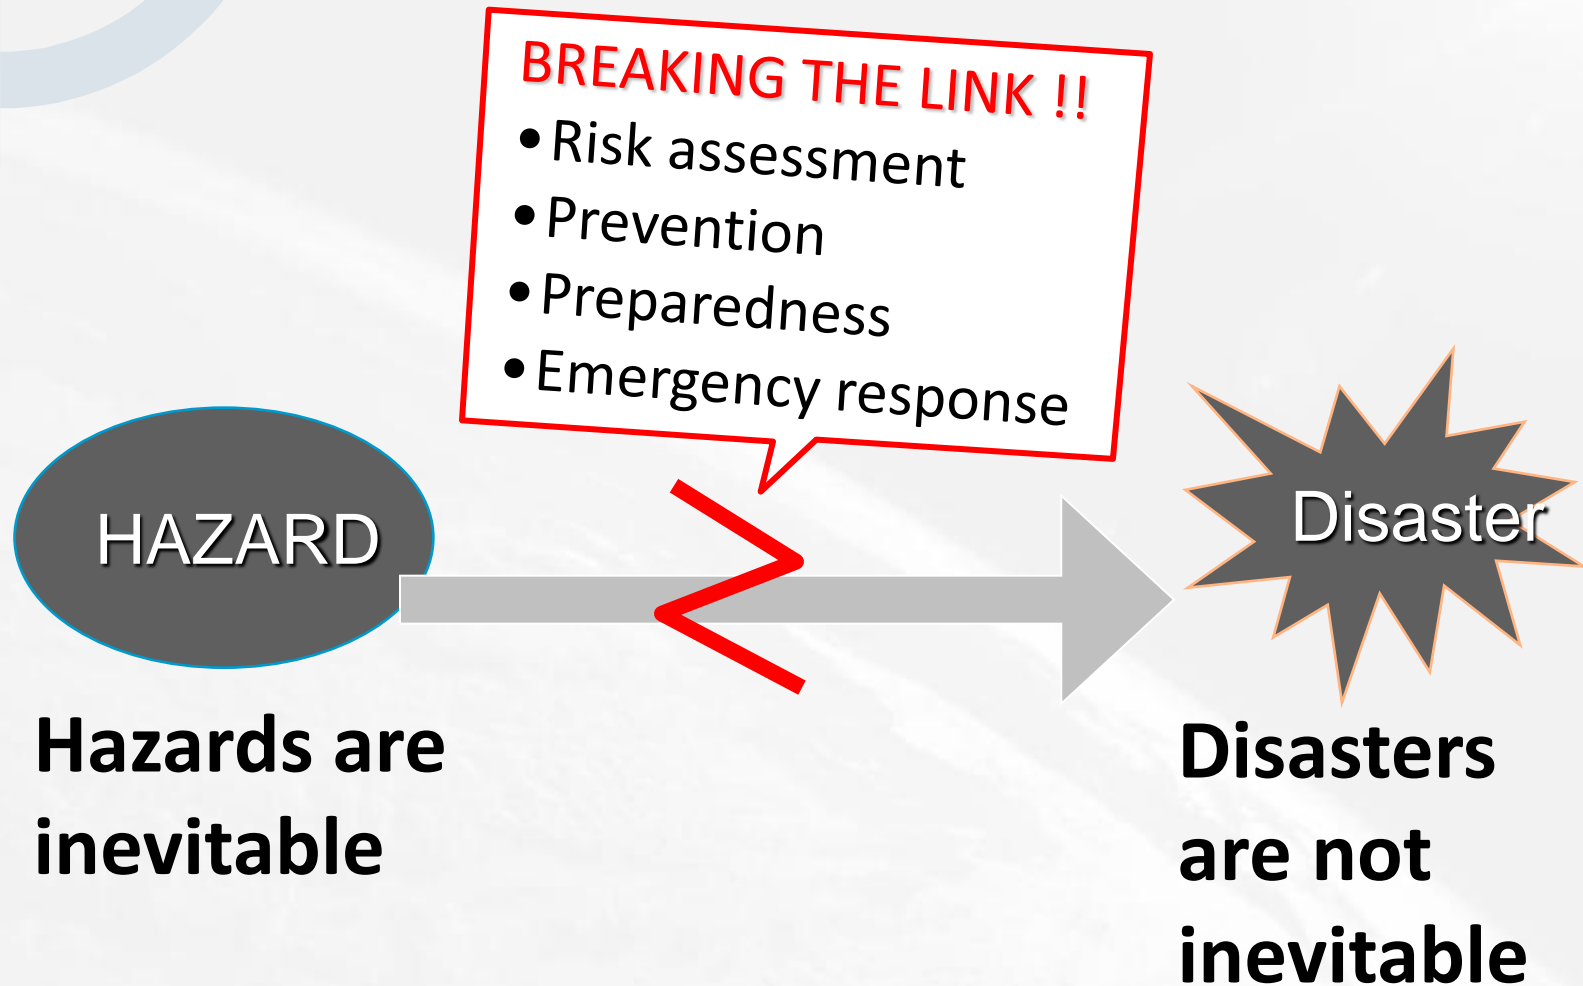 BREAKING THE LINK !!
•Risk assessment
•Prevention
•Preparedness
•Emergency response
HAZARD
Disaster
Hazards are
inevitable
Disasters
are not
inevitable